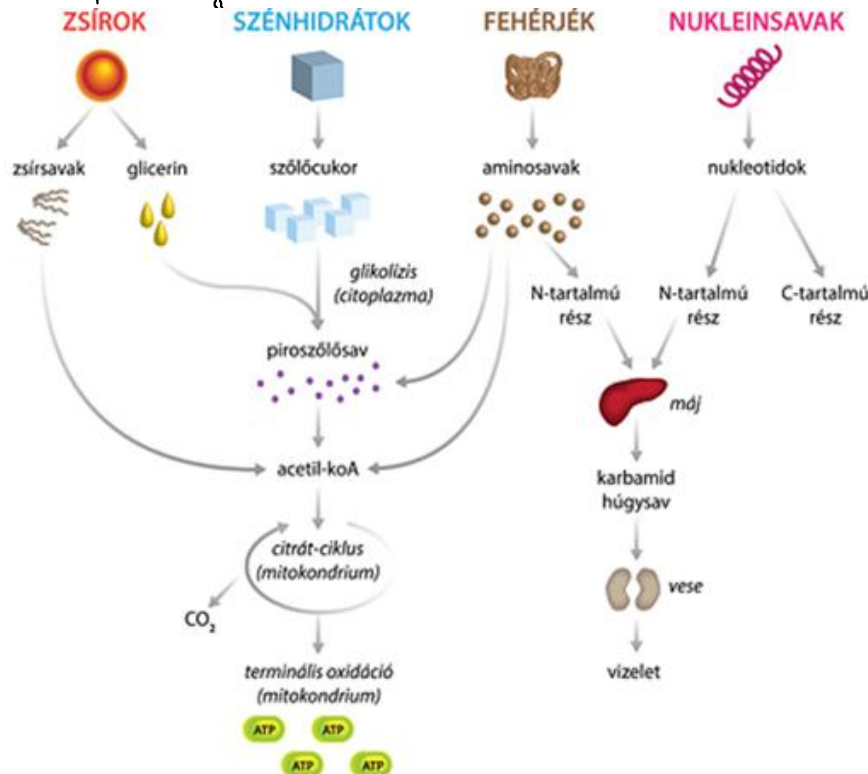 ZSÍROK
SZÉNHIDRÁTOK
FEHÉRJÉK
NUKLEINSAVAK
zsírsavak
glicerin
szőlőcukor
aminosavak
nukleotidok
glikolízis
(citoplazma)
N-tartalmú
rész
N-tartalmú
rész
C-tartalmú
rész
piroszőlősav
máj
acetil-koA
karbamid
húgysav
citrát-ciklus
(mitokondrium)
CO₂
vese
terminális oxidáció
(mitokondrium)
vizelet
ATP
ATP
ATP
ATP